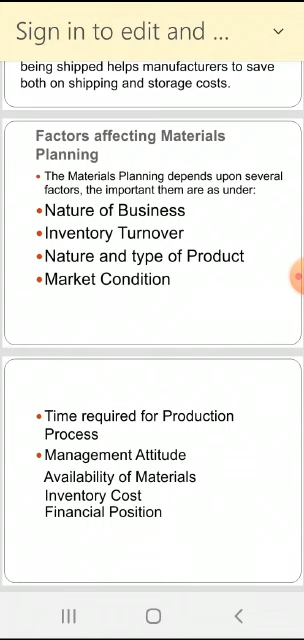 Sign in to edit and ...
being shipped helps manufacturers to save
both on shipping and storage costs.
Factors affecting Materials
Planning
• The Materials Planning depends upon several
factors, the important them are as under:
•Nature of Business
•Inventory Turnover
•Nature and type of Product
•Market Condition
•Time required for Production
Process
•Management Attitude
Availability of Materials
Inventory Cost
Financial Position